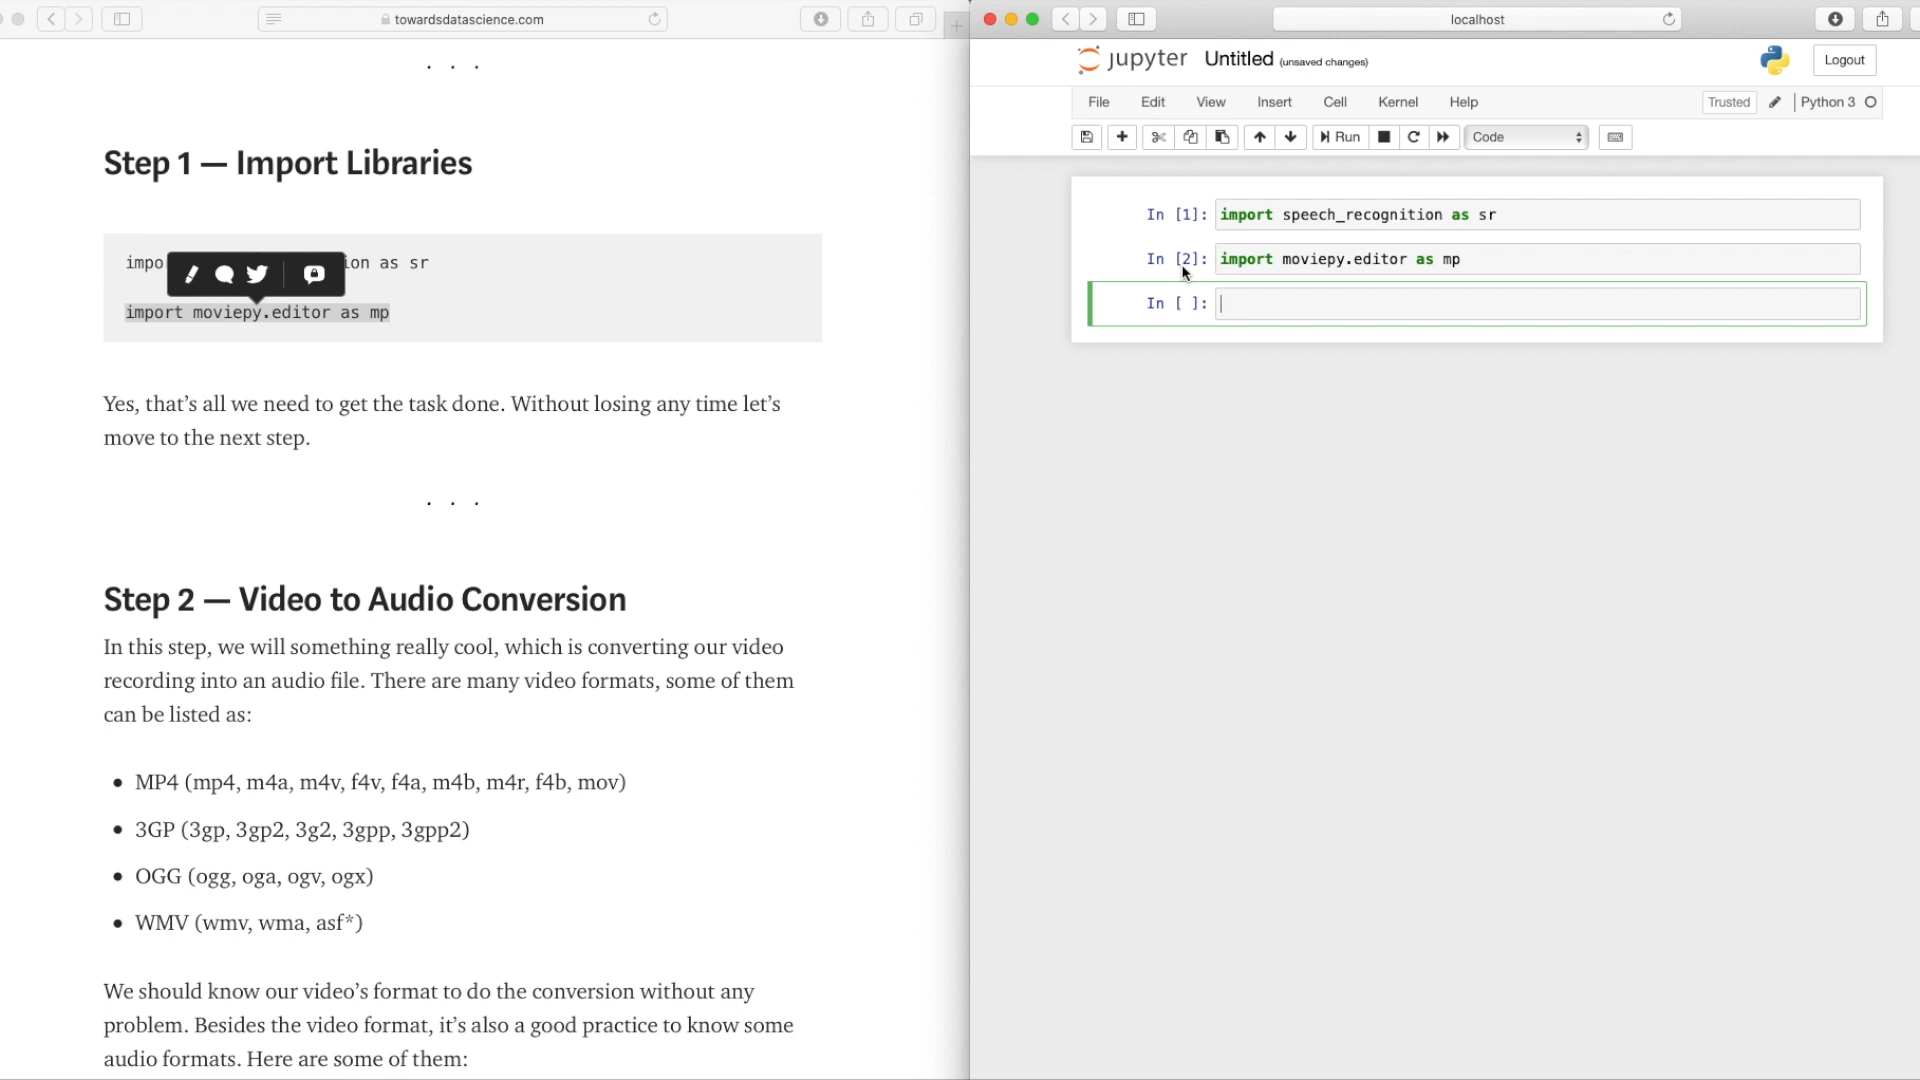 towardsdatascience.com
. . .
Step 1 — Import Libraries
impo
ion as sr
import moviepy.editor as mp
Yes, that’s all we need to get the task done. Without losing any time let’s
move to the next step.
. . .
Step 2 — Video to Audio Conversion
In this step, we will something really cool, which is converting our video
recording into an audio file. There are many video formats, some of them
can be listed as:
• MP4 (mp4, m4a, m4v, f4v, f4a, m4b, m4r, f4b, mov)
• 3GP (3gp, 3gp2, 3g2, 3gpp, 3gpp2)
• OGG (ogg, oga, ogv, ogx)
• WMV (wmv, wma, asf*)
We should know our video’s format to do the conversion without any
problem. Besides the video format, it’s also a good practice to know some
audio formats. Here are some of them:
localhost
jupyter Untitled (unsaved changes)
Logout
File Edit View Insert Cell Kernel Help
Trusted Python 3
Run Code
In [1]: import speech_recognition as sr
In [2]: import moviepy.editor as mp
In [ ]: